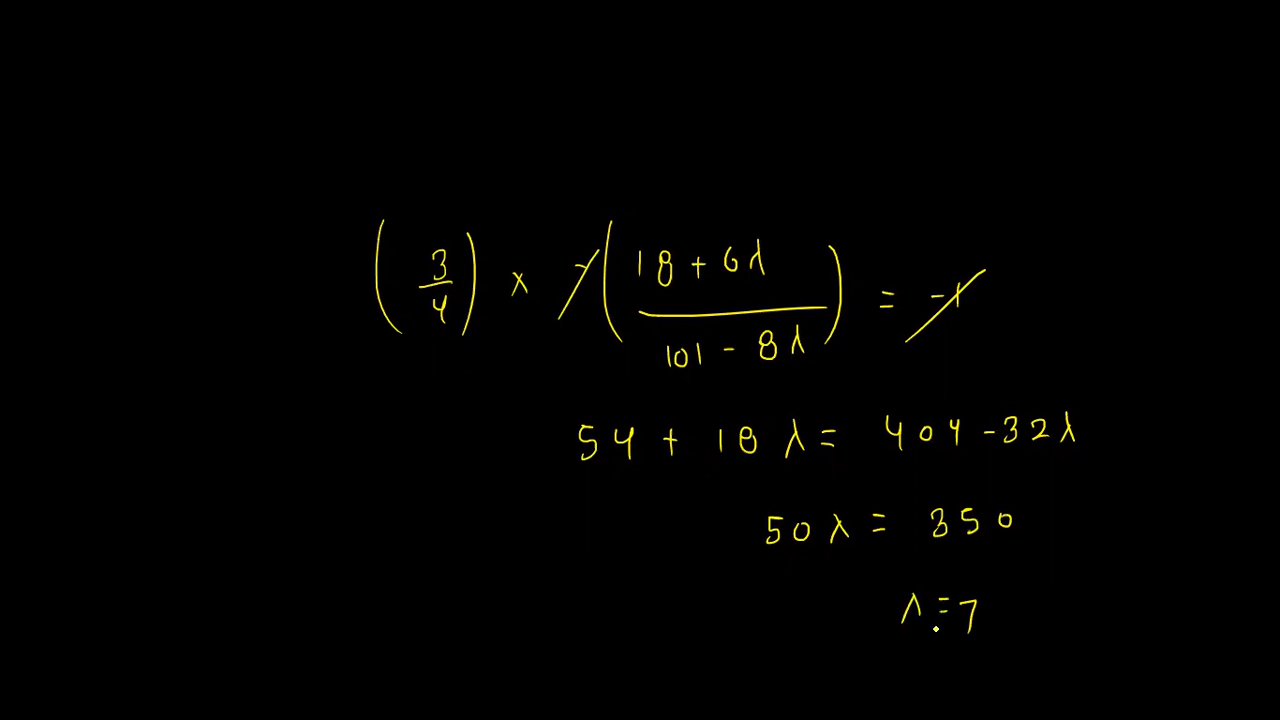 (3/4) × -((18+6λ)/(101-8λ)) = -1
54 + 18λ = 404 - 32λ
50λ = 350
λ = 7